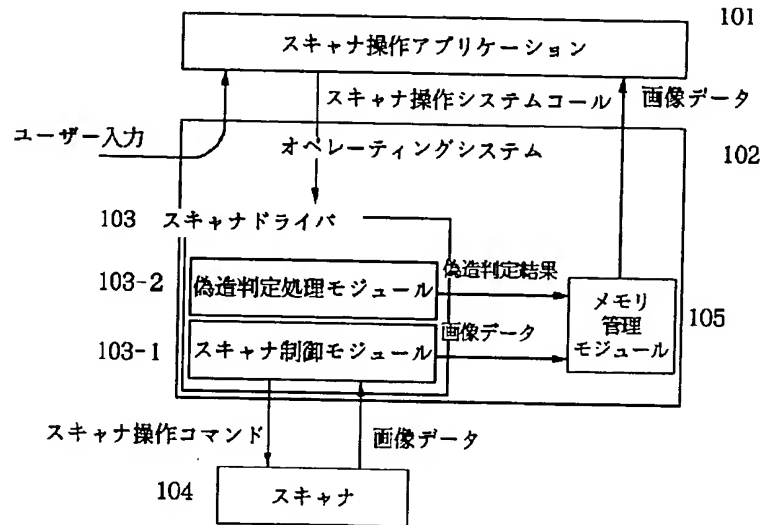 101
スキャナ操作アプリケーション
スキャナ操作システムコール
画像データ
ユーザー入力
オペレーティングシステム
102
103 スキャナドライバ
103-2
偽造判定処理モジュール
偽造判定結果
メモリ
管理
モジュール
105
103-1
スキャナ制御モジュール
画像データ
スキャナ操作コマンド
画像データ
104
スキャナ